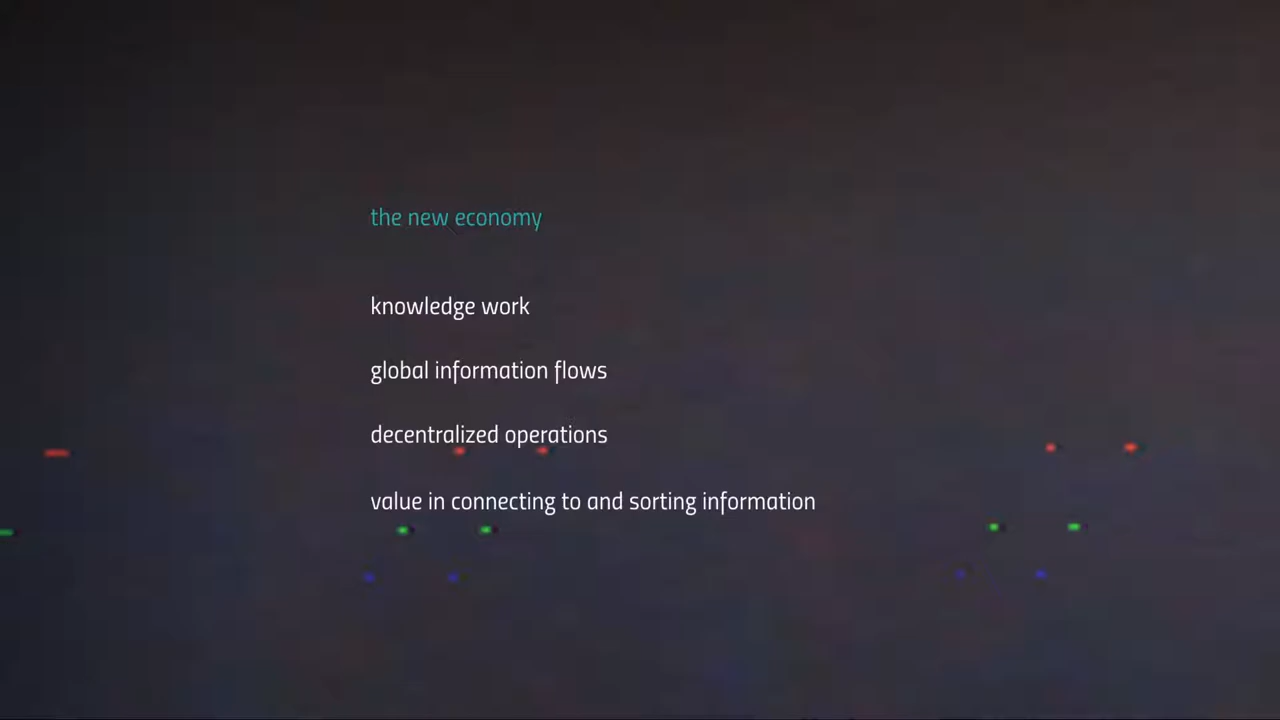 the new economy
knowledge work
global information flows
decentralized operations
value in connecting to and sorting information